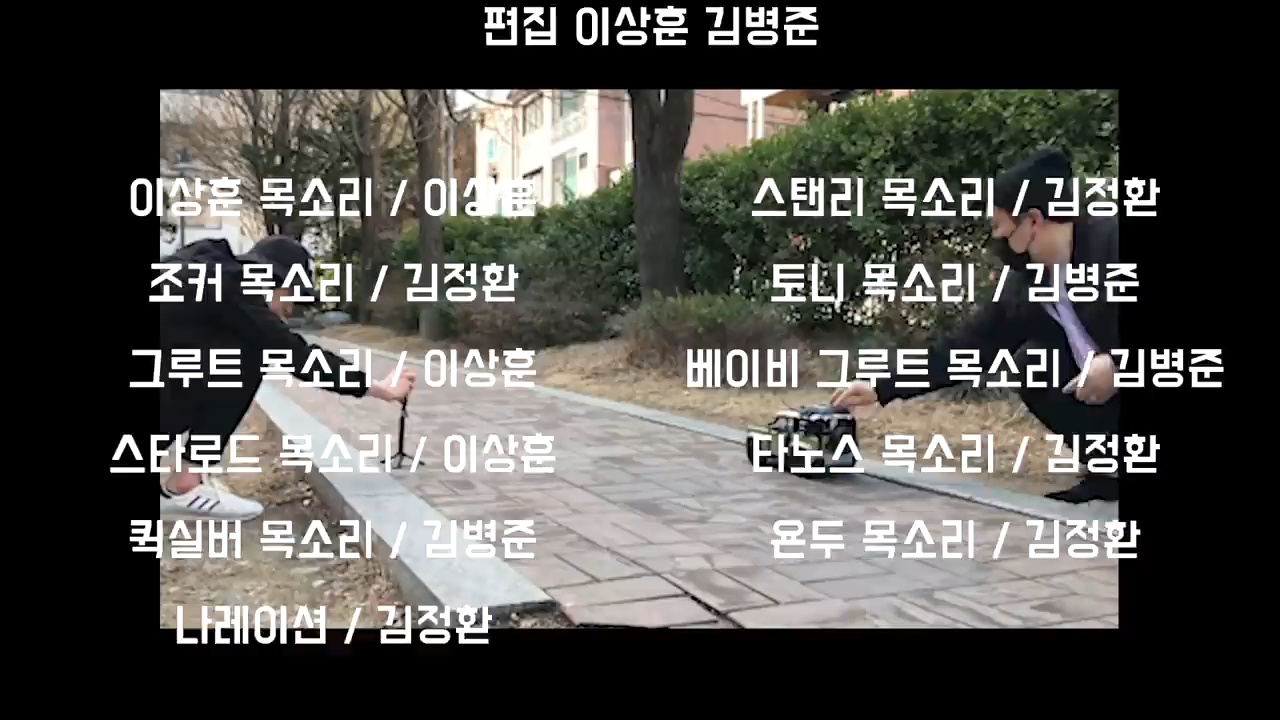 편집 이상훈 김병준
이상훈 목소리 / 이상훈
스탠리 목소리 / 김정환
조커 목소리 / 김정환
토니 목소리 / 김병준
그루트 목소리 / 이상훈
베이비 그루트 목소리 / 김병준
스타로드 목소리 / 이상훈
타노스 목소리 / 김정환
퀵실버 목소리 / 김병준
욘두 목소리 / 김정환
나레이션 / 김정환